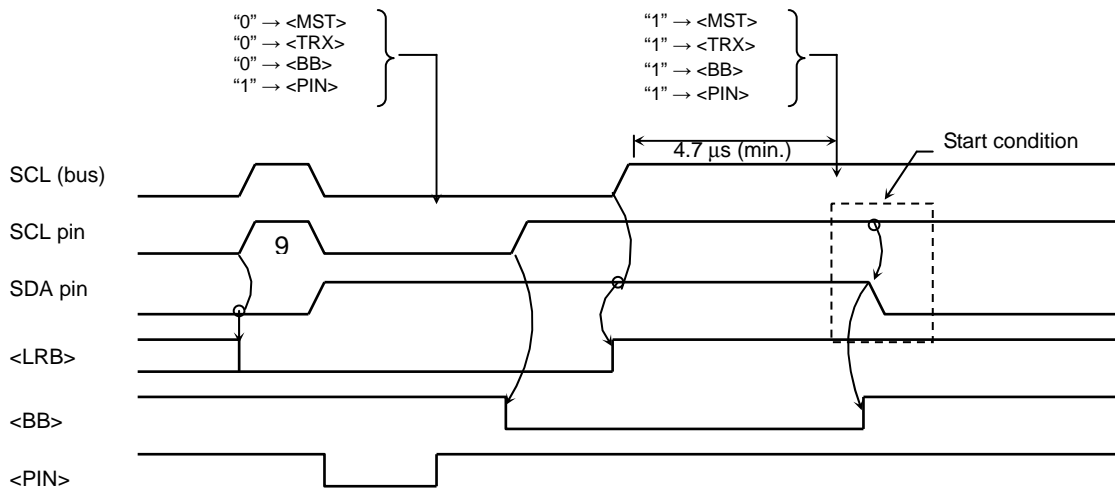 “0” → <MST>
“0” → <TRX>
“0” → <BB>
“1” → <PIN>
“1” → <MST>
“1” → <TRX>
“1” → <BB>
“1” → <PIN>
4.7 μs (min.)
Start condition
SCL (bus)
SCL pin
9
SDA pin
<LRB>
<BB>
<PIN>